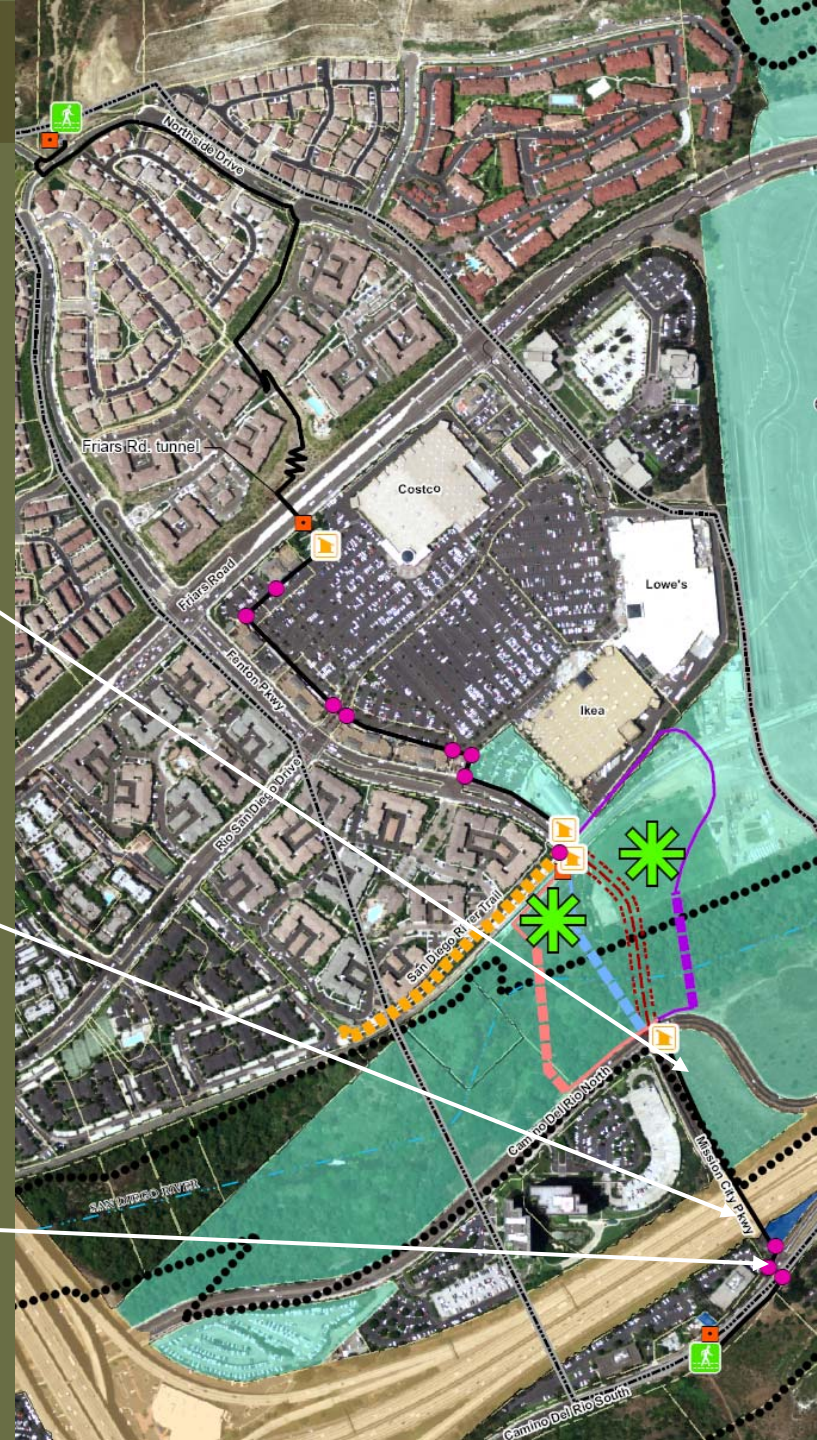 Northside Drive
Friars Rd. tunnel
Costco
Friars Road
Lowe's
Fenton Pkwy
Ikea
Rio San Diego Drive
San Diego River Trail
Camino Del Rio North
Mission City Pkwy
SAN DIEGO RIVER
Camino Del Rio South